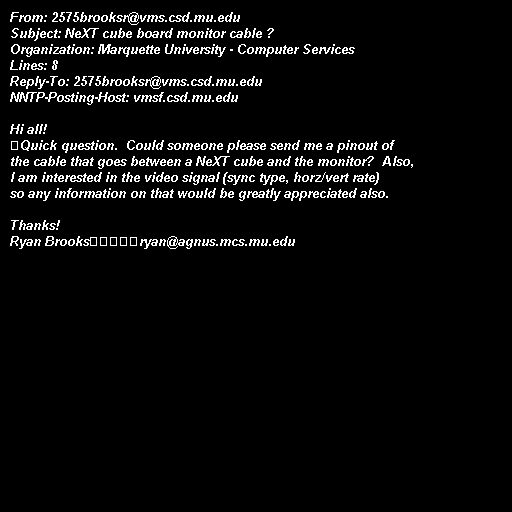 From: 2575brooksr@vms.csd.mu.edu
Subject: NeXT cube board monitor cable ?
Organization: Marquette University - Computer Services
Lines: 8
Reply-To: 2575brooksr@vms.csd.mu.edu
NNTP-Posting-Host: vmsf.csd.mu.edu
Hi all!
□Quick question.  Could someone please send me a pinout of
the cable that goes between a NeXT cube and the monitor?  Also,
I am interested in the video signal (sync type, horz/vert rate)
so any information on that would be greatly appreciated also.
Thanks!
Ryan Brooks□□□□□ryan@agnus.mcs.mu.edu